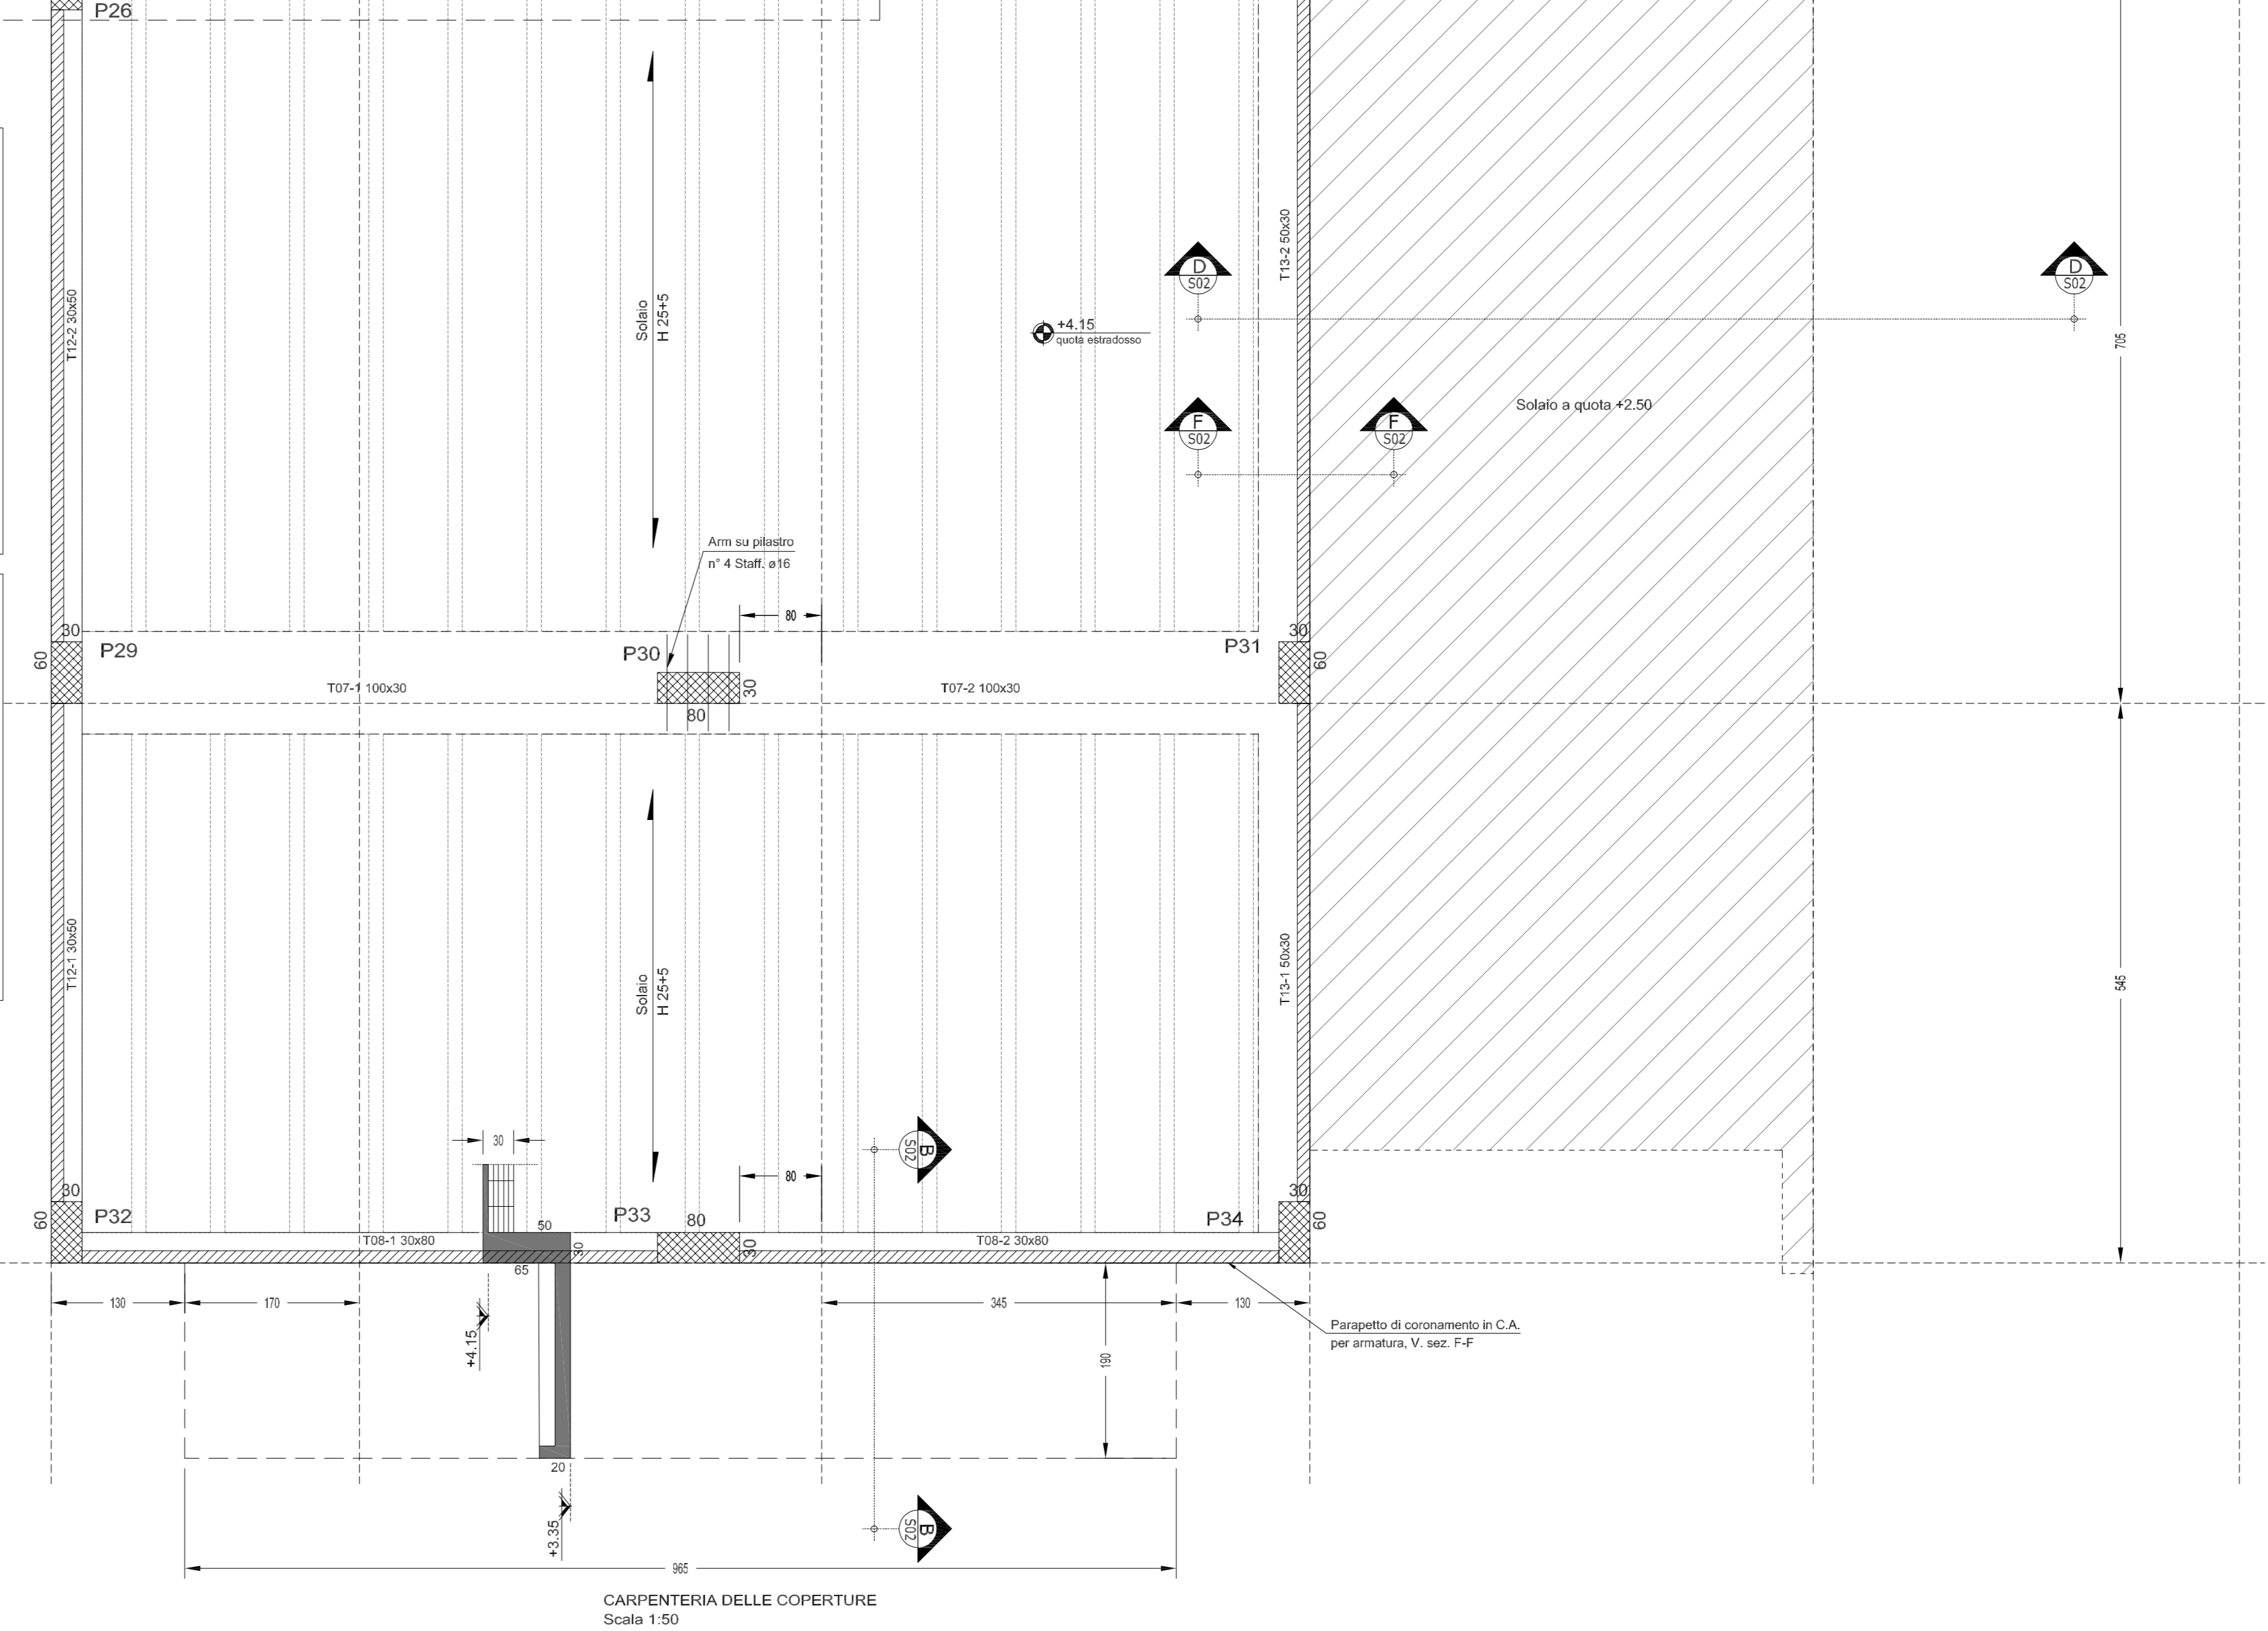 P26
T12-2 30x50
Solaio
H 25+5
T13-2 50x30
D
S02
D
S02
+4.15
quota estradosso
705
F
S02
F
S02
Solaio a quota +2.50
Arm su pilastro
n° 4 Staff. ø16
80
30
60
P29
P30
P31
30
60
T07-1 100x30
30
T07-2 100x30
80
T12-1 30x50
Solaio
H 25+5
T13-1 50x30
545
B
S02
30
80
30
60
P32
50
P33
80
P34
30
60
T08-1 30x80
30
30
T08-2 30x80
65
130
170
345
130
+4.15
190
Parapetto di coronamento in C.A.
per armatura, V. sez. F-F
20
+3.35
B
S02
965
CARPENTERIA DELLE COPERTURE
Scala 1:50